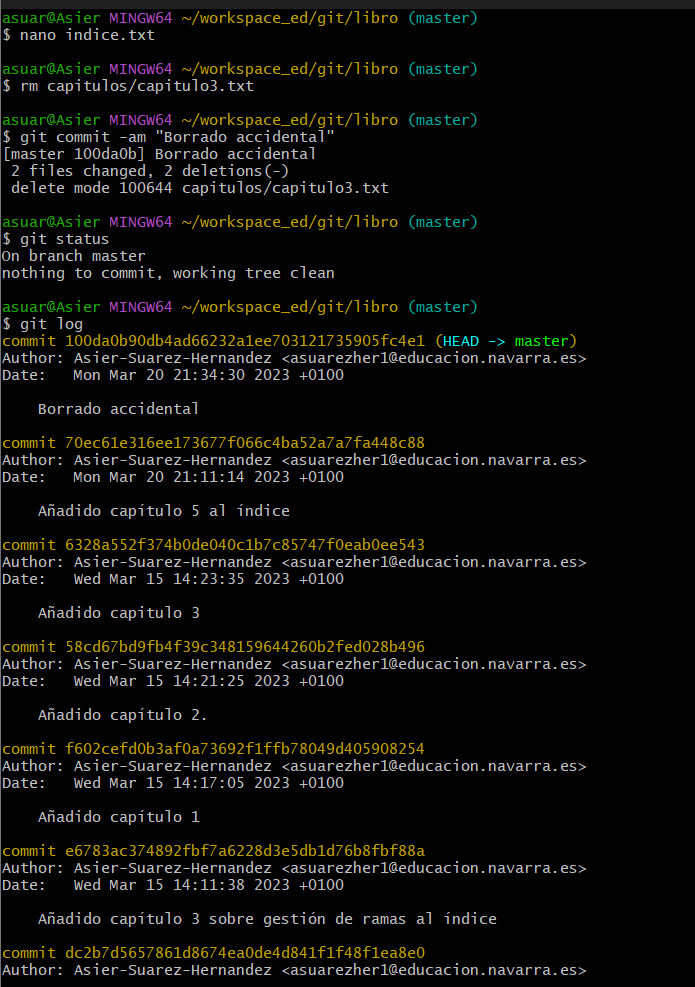 asuar@Asier MINGW64 ~/workspace_ed/git/libro (master)
$ nano indice.txt
asuar@Asier MINGW64 ~/workspace_ed/git/libro (master)
$ rm capitulos/capitulo3.txt
asuar@Asier MINGW64 ~/workspace_ed/git/libro (master)
$ git commit -am "Borrado accidental"
[master 100da0b] Borrado accidental
 2 files changed, 2 deletions(-)
 delete mode 100644 capitulos/capitulo3.txt
asuar@Asier MINGW64 ~/workspace_ed/git/libro (master)
$ git status
On branch master
nothing to commit, working tree clean
asuar@Asier MINGW64 ~/workspace_ed/git/libro (master)
$ git log
commit 100da0b90db4ad66232a1ee703121735905fc4e1 (HEAD -> master)
Author: Asier-Suarez-Hernandez <asuarezher1@educacion.navarra.es>
Date:   Mon Mar 20 21:34:30 2023 +0100
    Borrado accidental
commit 70ec61e316ee173677f066c4ba52a7a7fa448c88
Author: Asier-Suarez-Hernandez <asuarezher1@educacion.navarra.es>
Date:   Mon Mar 20 21:11:14 2023 +0100
    Añadido capítulo 5 al índice
commit 6328a552f374b0de040c1b7c85747f0eab0ee543
Author: Asier-Suarez-Hernandez <asuarezher1@educacion.navarra.es>
Date:   Wed Mar 15 14:23:35 2023 +0100
    Añadido capitulo 3
commit 58cd67bd9fb4f39c348159644260b2fed028b496
Author: Asier-Suarez-Hernandez <asuarezher1@educacion.navarra.es>
Date:   Wed Mar 15 14:21:25 2023 +0100
    Añadido capítulo 2.
commit f602cefd0b3af0a73692f1ffb78049d405908254
Author: Asier-Suarez-Hernandez <asuarezher1@educacion.navarra.es>
Date:   Wed Mar 15 14:17:05 2023 +0100
    Añadido capítulo 1
commit e6783ac374892fbf7a6228d3e5db1d76b8fbf88a
Author: Asier-Suarez-Hernandez <asuarezher1@educacion.navarra.es>
Date:   Wed Mar 15 14:11:38 2023 +0100
    Añadido capítulo 3 sobre gestión de ramas al índice
commit dc2b7d5657861d8674ea0de4d841f1f48f1ea8e0
Author: Asier-Suarez-Hernandez <asuarezher1@educacion.navarra.es>